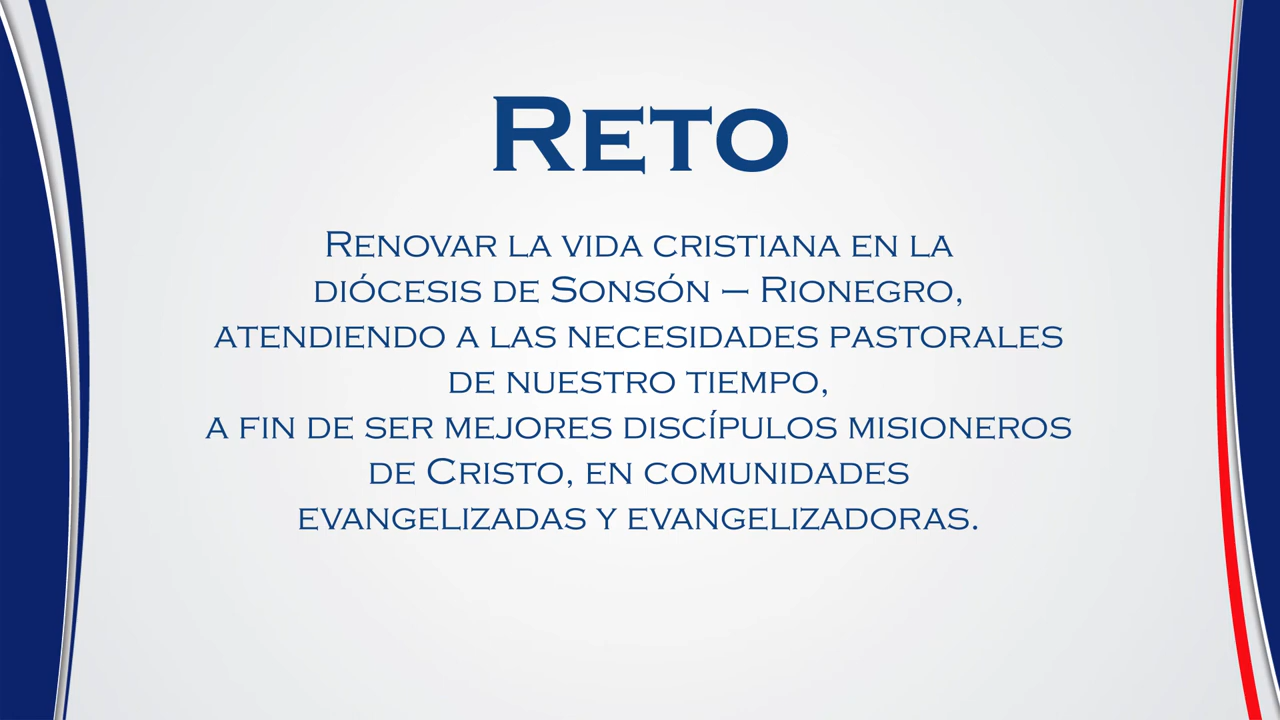 Reto
Renovar la vida cristiana en la
diócesis de Sonsón – Rionegro,
atendiendo a las necesidades pastorales
de nuestro tiempo,
a fin de ser mejores discípulos misioneros
de Cristo, en comunidades
evangelizadas y evangelizadoras.